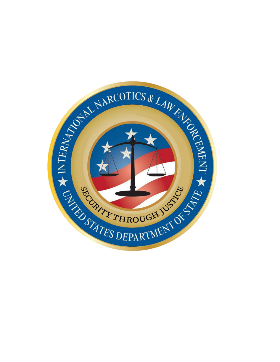 INTERNATIONAL NARCOTICS & LAW ENFORCEMENT
SECURITY THROUGH JUSTICE
UNITED STATES DEPARTMENT OF STATE